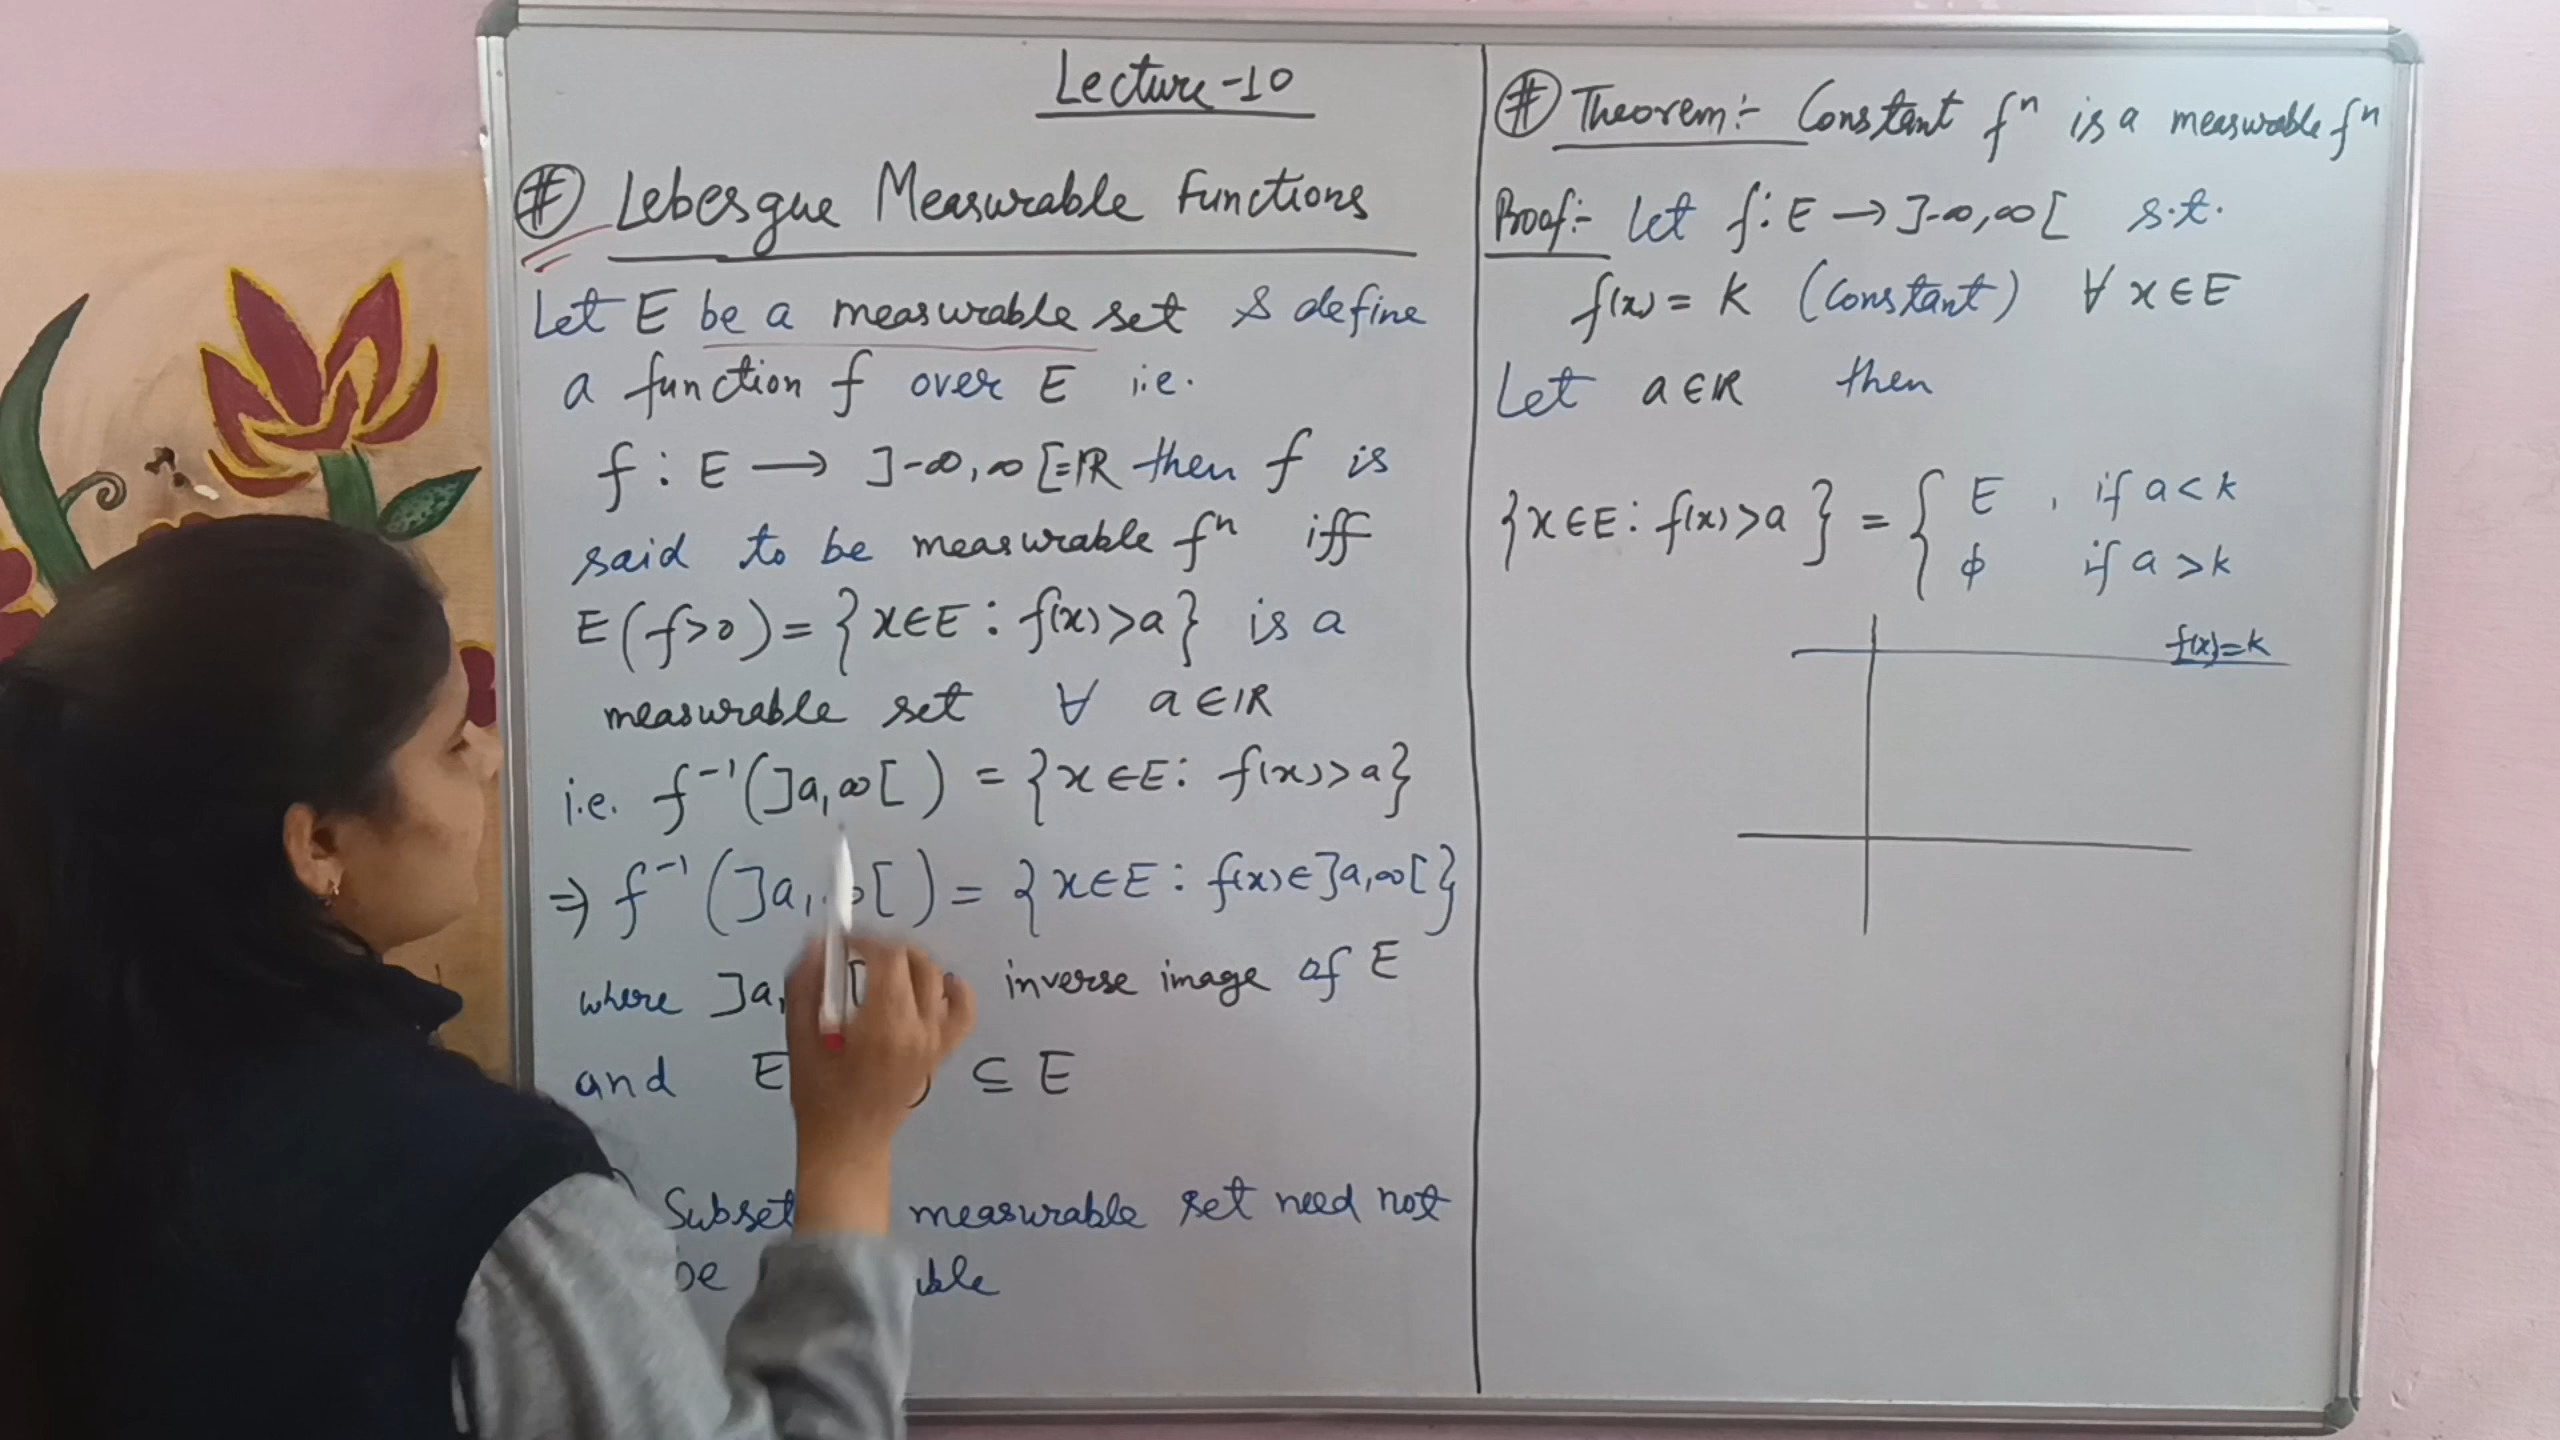 Lecture-10
# Lebesgue Measurable Functions
Let E be a measurable set & define
a function f over E i.e.
f : E ⟶ ]-∞,∞[=ℝ then f is
said to be measurable fⁿ iff
E(f>0) = {x∈E : f(x)>a} is a
measurable set ∀ a∈ℝ
i.e. f⁻¹(]a,∞[) = {x∈E: f(x)>a}
⇒ f⁻¹(]a,∞[) = {x∈E : f(x)∈]a,∞[}
where ]a, [ inverse image of E
and E ) ⊆ E
Subset measurable set need not
be
# Theorem:- Constant fⁿ is a measurable fⁿ
Proof:- Let f: E → ]-∞,∞[ s.t.
f(x) = K (Constant) ∀ x∈E
Let a∈ℝ then
{x∈E: f(x)>a} = { E , if a<k
ϕ if a>k
f(x)=k